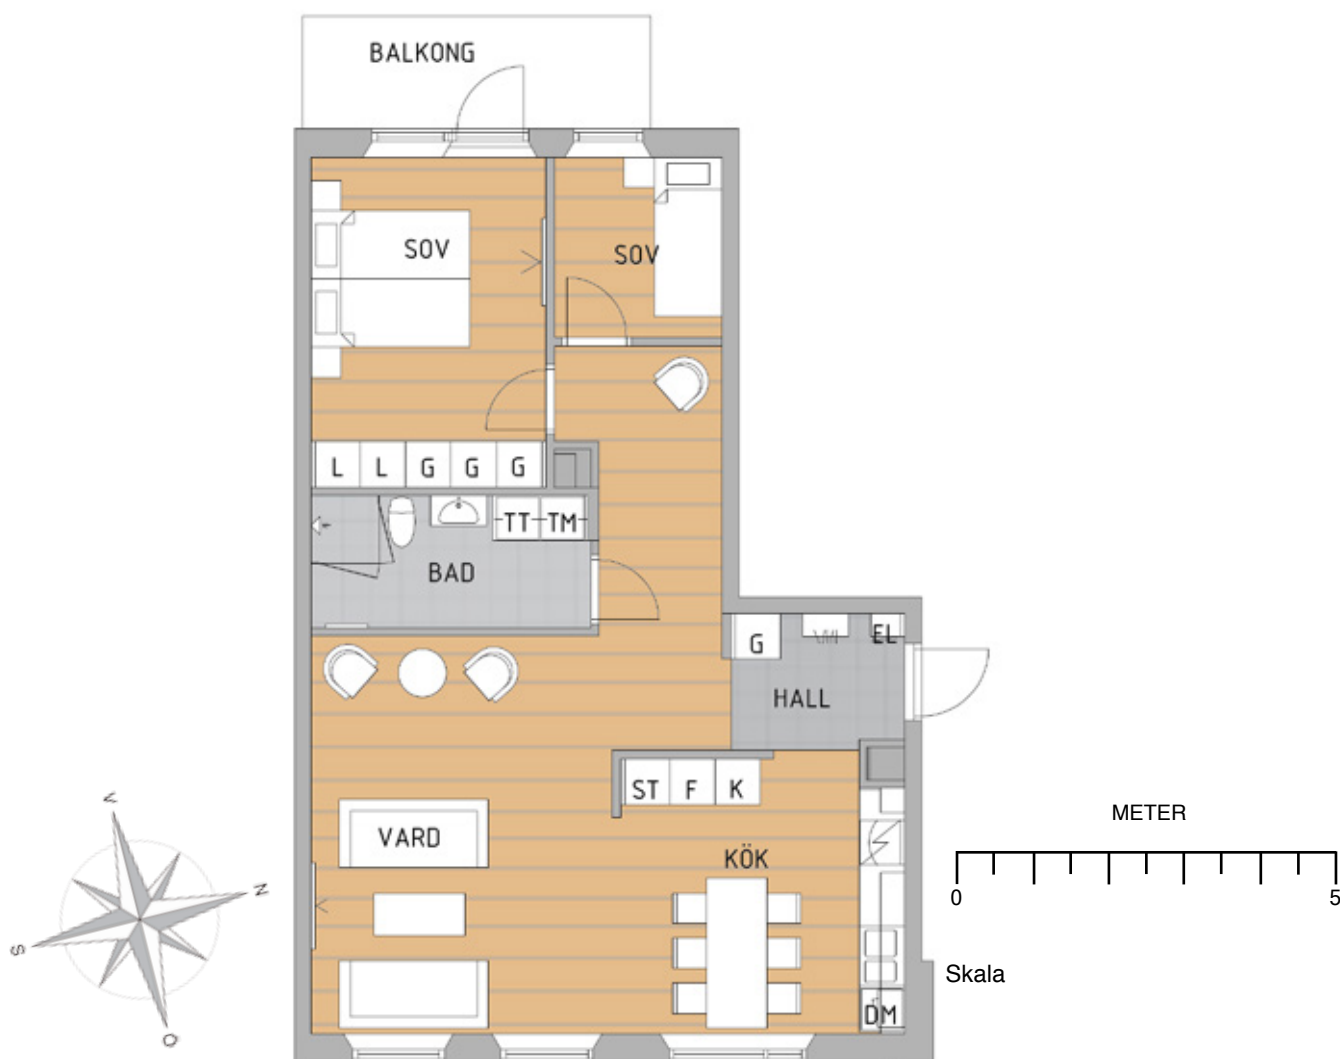 BALKONG
SOV
SOV
L L G G G
TT TM
BAD
G
EL
HALL
ST F K
VARD
KÖK
DM
METER
0 5
Skala
V
N
S
O